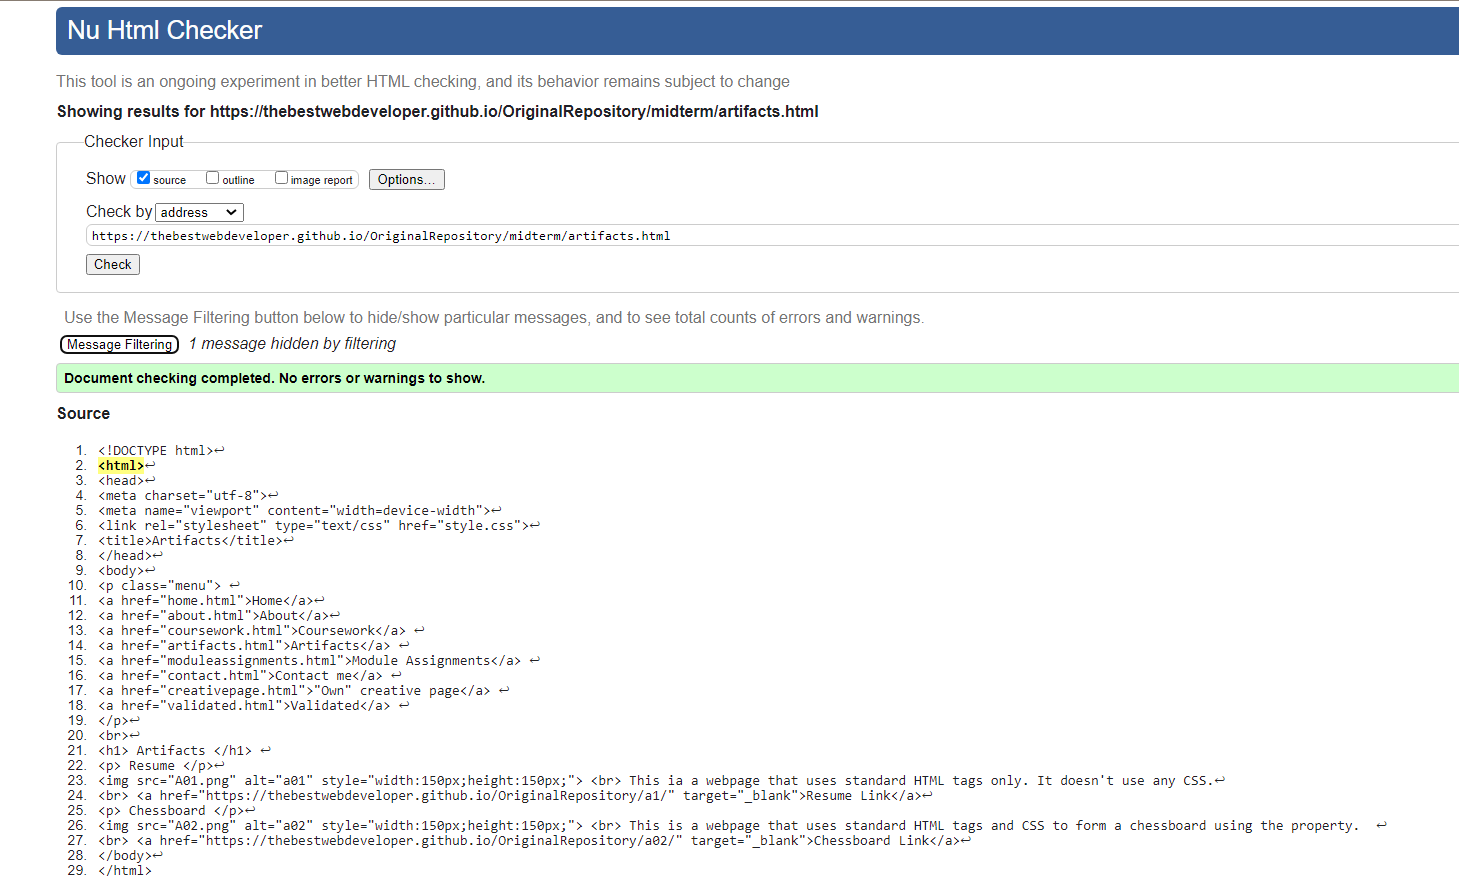 Nu Html Checker
This tool is an ongoing experiment in better HTML checking, and its behavior remains subject to change
Showing results for https://thebestwebdeveloper.github.io/OriginalRepository/midterm/artifacts.html
Checker Input
Show source outline image report Options...
Check by address
https://thebestwebdeveloper.github.io/OriginalRepository/midterm/artifacts.html
Check
Use the Message Filtering button below to hide/show particular messages, and to see total counts of errors and warnings.
Message Filtering 1 message hidden by filtering
Document checking completed. No errors or warnings to show.
Source
1. <!DOCTYPE html>↩
2. <html>↩
3. <head>↩
4. <meta charset="utf-8">↩
5. <meta name="viewport" content="width=device-width">↩
6. <link rel="stylesheet" type="text/css" href="style.css">↩
7. <title>Artifacts</title>↩
8. </head>↩
9. <body>↩
10. <p class="menu"> ↩
11. <a href="home.html">Home</a>↩
12. <a href="about.html">About</a>↩
13. <a href="coursework.html">Coursework</a> ↩
14. <a href="artifacts.html">Artifacts</a> ↩
15. <a href="moduleassignments.html">Module Assignments</a> ↩
16. <a href="contact.html">Contact me</a> ↩
17. <a href="creativepage.html">"Own" creative page</a> ↩
18. <a href="validated.html">Validated</a> ↩
19. </p>↩
20. <br>↩
21. <h1> Artifacts </h1> ↩
22. <p> Resume </p>↩
23. <img src="A01.png" alt="a01" style="width:150px;height:150px;"> <br> This ia a webpage that uses standard HTML tags only. It doesn't use any CSS.↩
24. <br> <a href="https://thebestwebdeveloper.github.io/OriginalRepository/a1/" target="_blank">Resume Link</a>↩
25. <p> Chessboard </p>↩
26. <img src="A02.png" alt="a02" style="width:150px;height:150px;"> <br> This is a webpage that uses standard HTML tags and CSS to form a chessboard using the property. ↩
27. <br> <a href="https://thebestwebdeveloper.github.io/OriginalRepository/a02/" target="_blank">Chessboard Link</a>↩
28. </body>↩
29. </html>